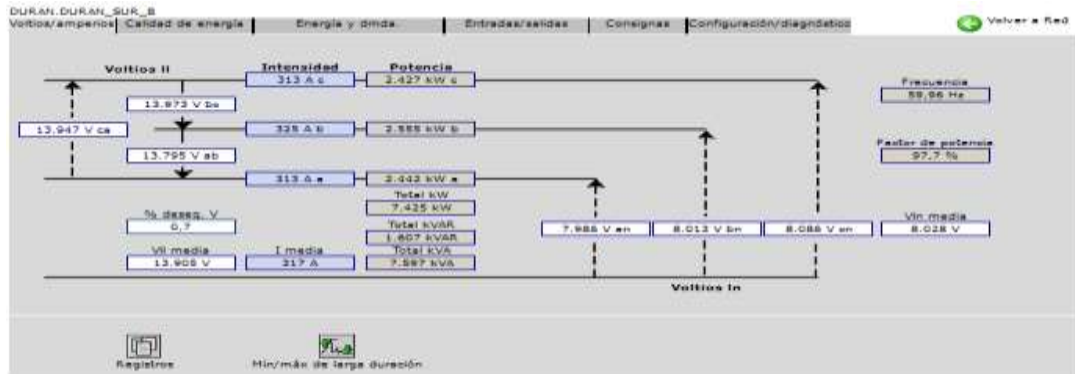 DURAN.DURAN_SUR_B
Voltios/amperios Calidad de energía Energía y dmda. Entradas/salidas Consignas Configuración/diagnóstico
Volver a Red
Voltios ll Intensidad Potencia
313 A c 2.427 kW c
Frecuencia
59,96 Hz
13.973 V bc
13.947 V ca 325 A b 2.555 kW b
Factor de potencia
97,7 %
13.795 V ab
313 A a 2.443 kW a
Total kW
7.425 kW
% deseq. V Total kVAR
0,7 1.607 kVAR
7.986 V an 8.013 V bn 8.086 V cn
Vln media
8.028 V
Vll media I media Total kVA
13.905 V 317 A 7.597 kVA
Voltios ln
Registros Min/máx de larga duración